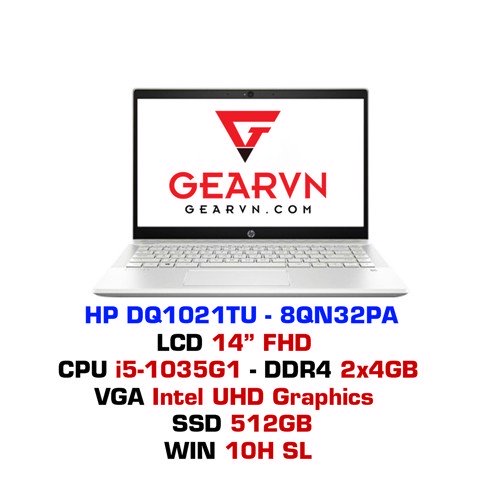 GEARVN
GEARVN.COM
HP DQ1021TU - 8QN32PA
LCD 14” FHD
CPU i5-1035G1 - DDR4 2x4GB
VGA Intel UHD Graphics
SSD 512GB
WIN 10H SL